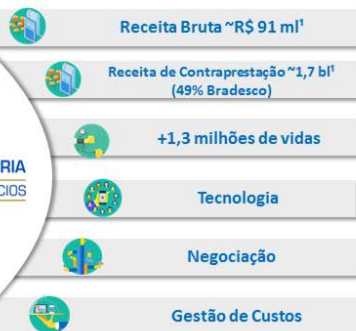 Receita Bruta ~R$ 91 ml¹
Receita de Contraprestação ~1,7 bl¹
(49% Bradesco)
+1,3 milhões de vidas
RIA
CIOS
Tecnologia
Negociação
Gestão de Custos